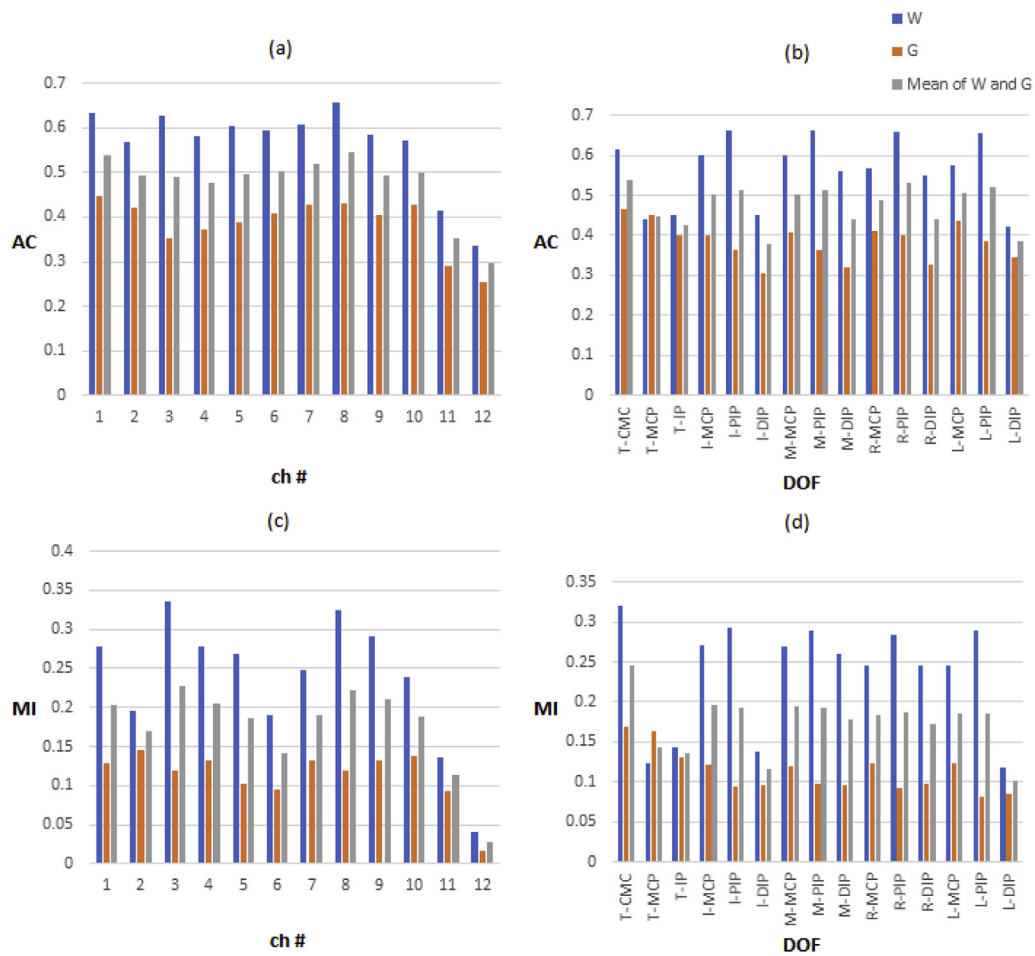 W
G
Mean of W and G
(a)
0.7
0.6
0.5
0.4
0.3
0.2
0.1
0
AC
1 2 3 4 5 6 7 8 9 10 11 12
ch #
(b)
0.7
0.6
0.5
0.4
0.3
0.2
0.1
0
AC
T-CMC
T-MCP
T-IP
I-MCP
I-PIP
I-DIP
M-MCP
M-PIP
M-DIP
R-MCP
R-PIP
R-DIP
L-MCP
L-PIP
L-DIP
DOF
(c)
0.4
0.35
0.3
0.25
0.2
0.15
0.1
0.05
0
MI
1 2 3 4 5 6 7 8 9 10 11 12
ch #
(d)
0.35
0.3
0.25
0.2
0.15
0.1
0.05
0
MI
T-CMC
T-MCP
T-IP
I-MCP
I-PIP
I-DIP
M-MCP
M-PIP
M-DIP
R-MCP
R-PIP
R-DIP
L-MCP
L-PIP
L-DIP
DOF